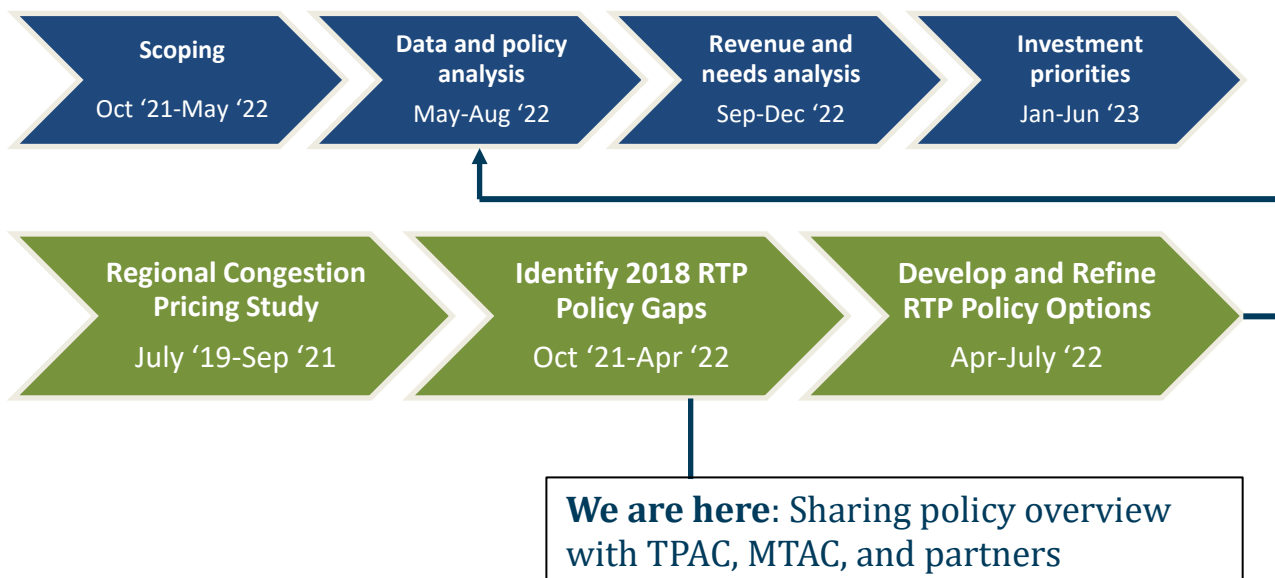 Scoping
Oct ‘21-May ‘22
Data and policy
analysis
May-Aug ‘22
Revenue and
needs analysis
Sep-Dec ‘22
Investment
priorities
Jan-Jun ‘23
Regional Congestion
Pricing Study
July ‘19-Sep ‘21
Identify 2018 RTP
Policy Gaps
Oct ‘21-Apr ‘22
Develop and Refine
RTP Policy Options
Apr-July ‘22
We are here: Sharing policy overview
with TPAC, MTAC, and partners